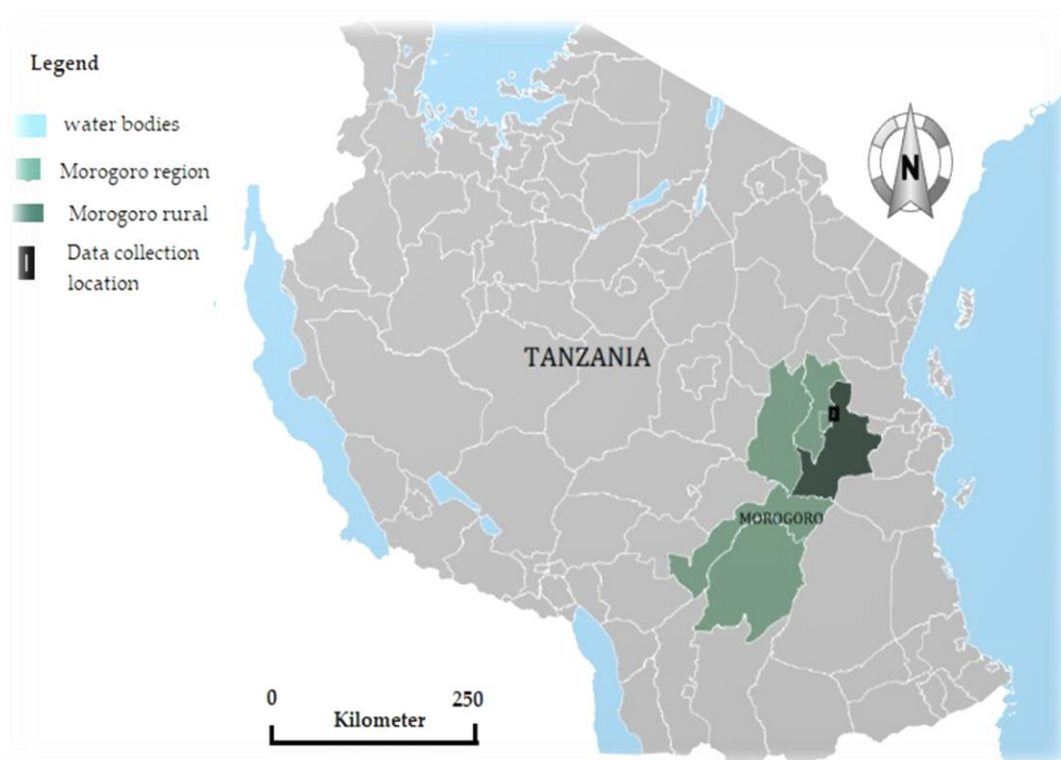 Legend
water bodies
Morogoro region
Morogoro rural
Data collection
location
N
TANZANIA
MOROGORO
0 250
Kilometer